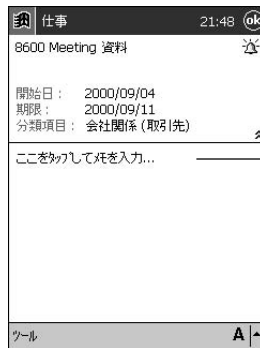 仕事 21:48 ok
8600 Meeting 資料
開始日： 2000/09/04
期限： 2000/09/11
分類項目： 会社関係 (取引先)
ここをﾀｯﾌﾟしてﾒﾓを入力...
ﾂｰﾙ A